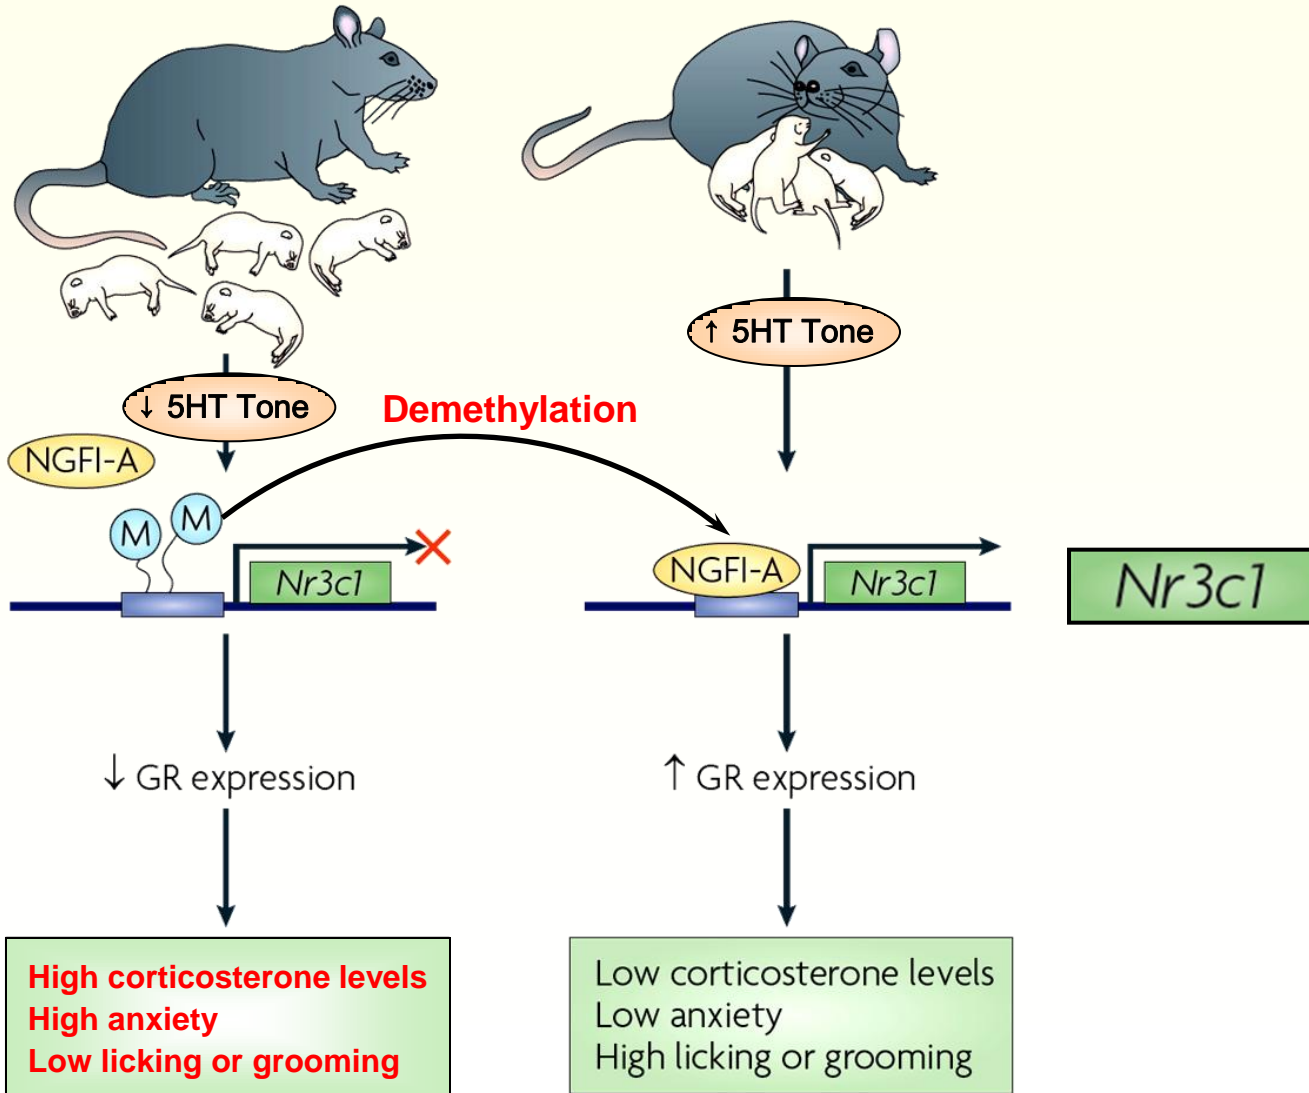 ↑ 5HT Tone
↓ 5HT Tone
Demethylation
NGFI-A
M
M
NGFI-A
Nr3c1
Nr3c1
Nr3c1
↓ GR expression
↑ GR expression
High corticosterone levels
High anxiety
Low licking or grooming
Low corticosterone levels
Low anxiety
High licking or grooming